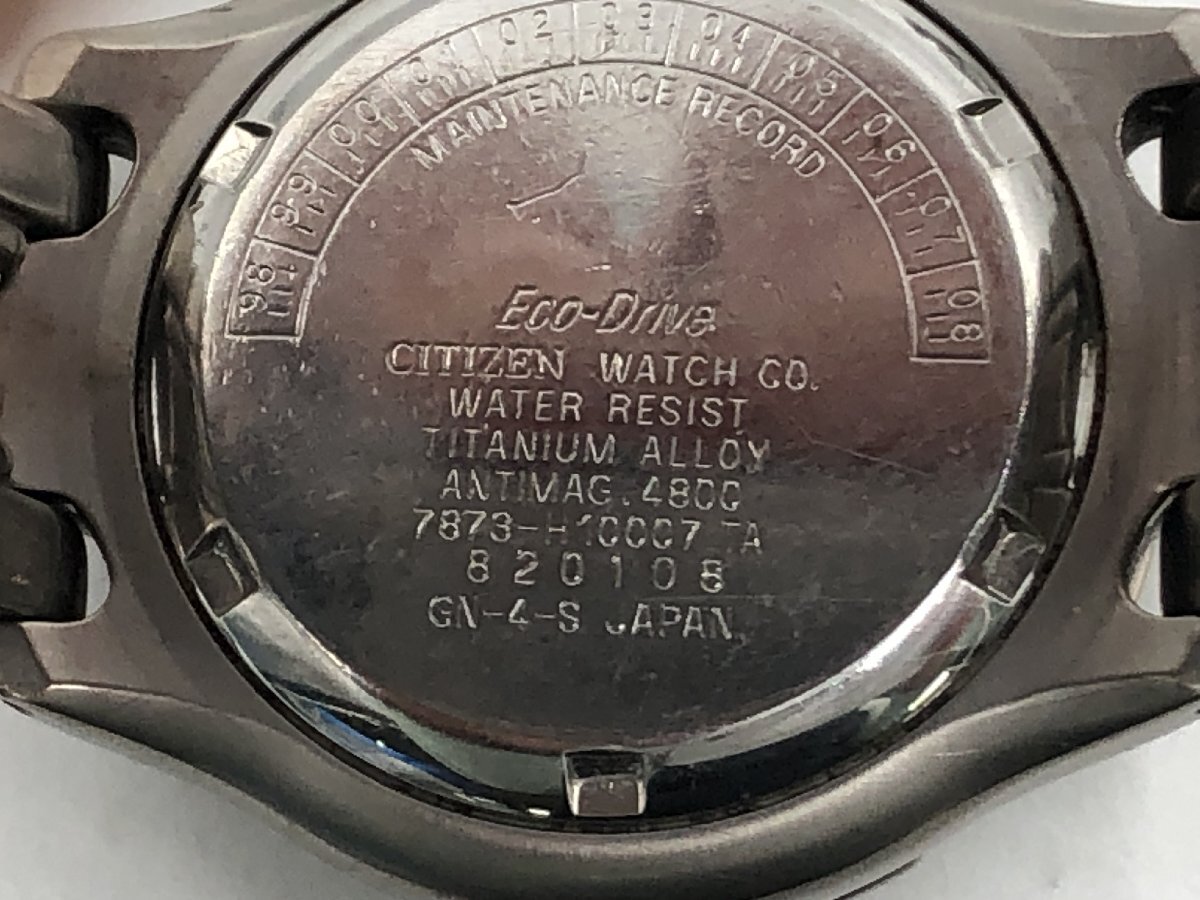 98 99 00 01 02 03 04 05 06 07 08
MAINTENANCE RECORD
Eco-Drive
CITIZEN WATCH CO.
WATER RESIST
TITANIUM ALLOY
ANTIMAG. 4800
7873-H10007 TA
820108
GN-4-S JAPAN